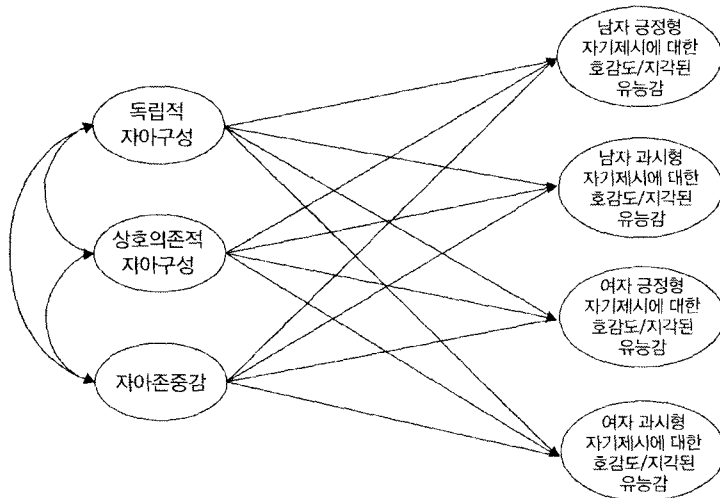 독립적
자아구성
상호의존적
자아구성
자아존중감
남자 긍정형
자기제시에 대한
호감도/지각된
유능감
남자 과시형
자기제시에 대한
호감도/지각된
유능감
여자 긍정형
자기제시에 대한
호감도/지각된
유능감
여자 과시형
자기제시에 대한
호감도/지각된
유능감